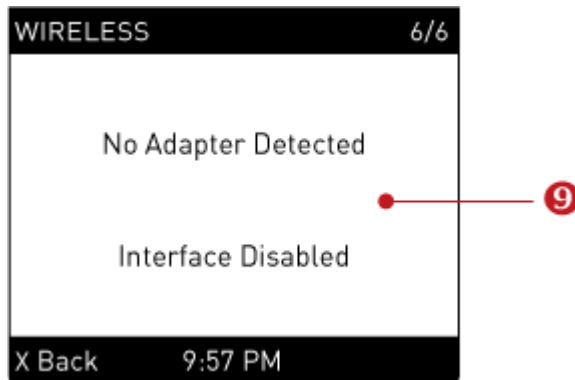 WIRELESS 6/6
No Adapter Detected
9
Interface Disabled
X Back 9:57 PM